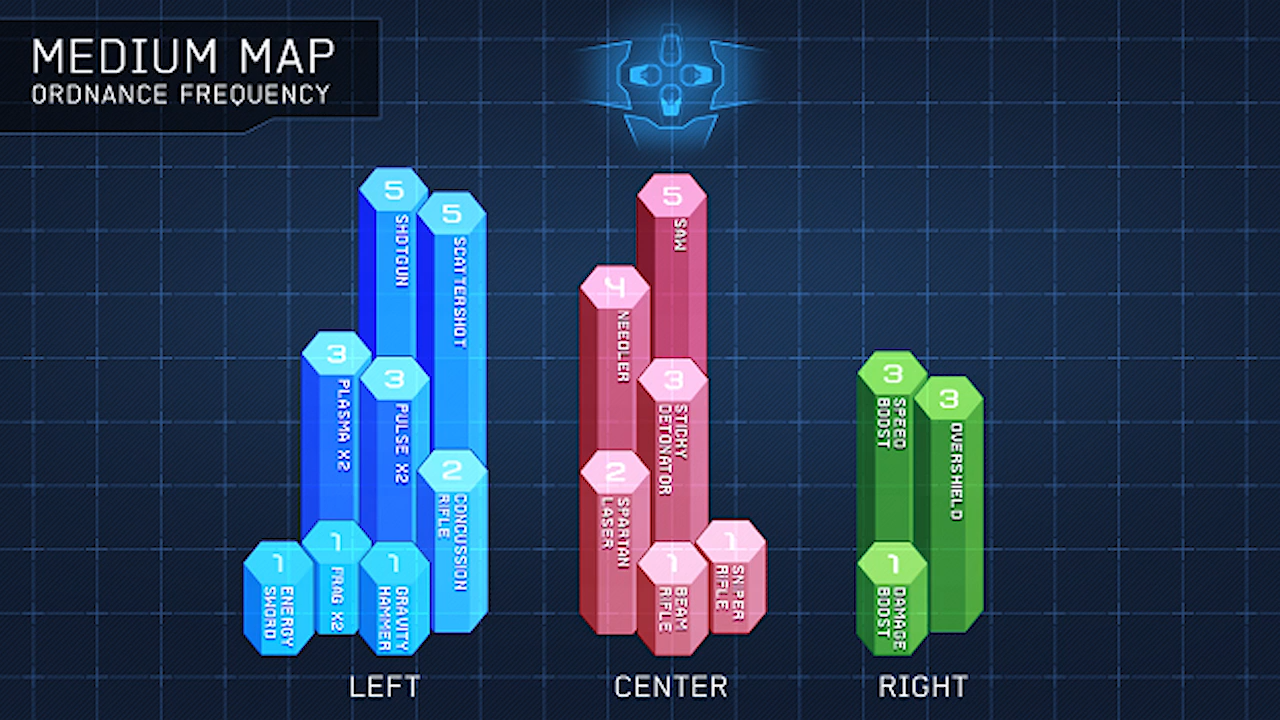 MEDIUM MAP
ORDNANCE FREQUENCY
5
SHOTGUN
5
SCATTERSHOT
3
PLASMA X2
3
PULSE X2
2
CONCUSSION
RIFLE
1
ENERGY
SWORD
1
FRAG X2
1
GRAVITY
HAMMER
LEFT
5
SAW
4
NEEDLER
3
STICKY
DETONATOR
2
SPARTAN
LASER
1
BEAM
RIFLE
1
SNIPER
RIFLE
CENTER
3
SPEED
BOOST
3
OVERSHIELD
1
DAMAGE
BOOST
RIGHT